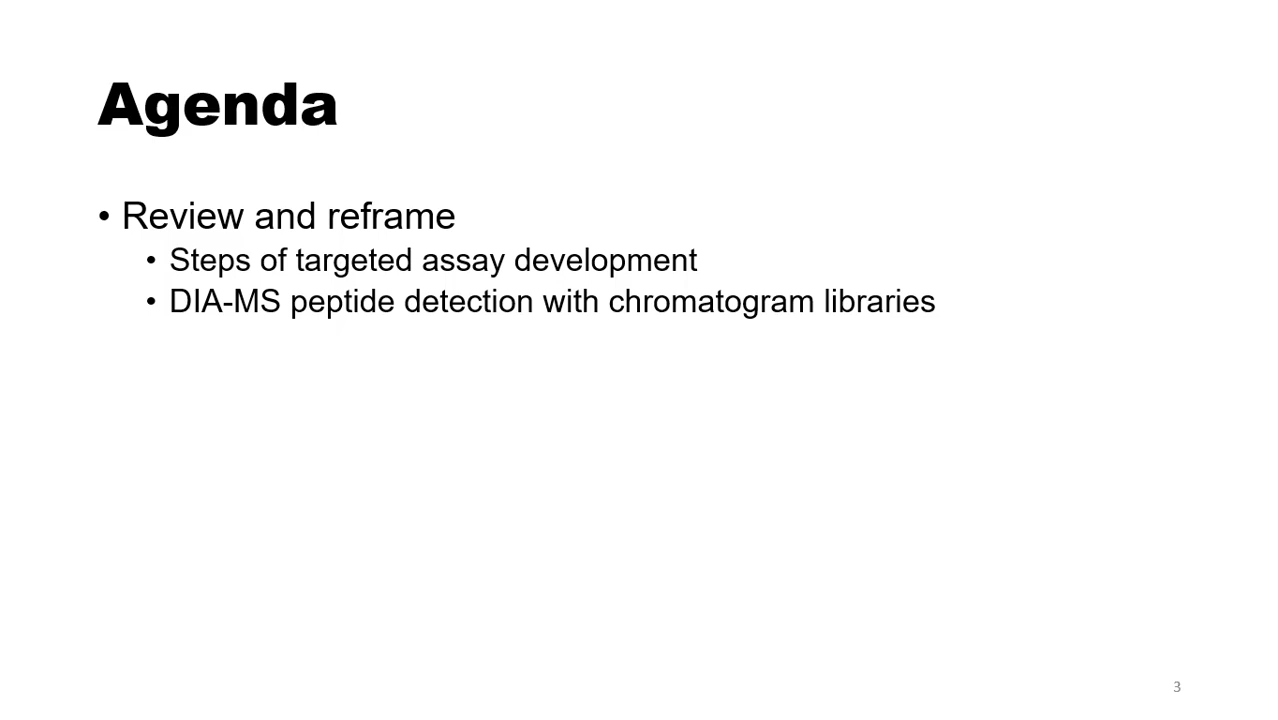 Agenda
• Review and reframe
• Steps of targeted assay development
• DIA-MS peptide detection with chromatogram libraries
3